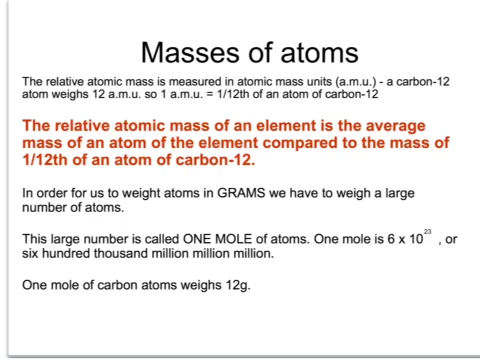 Masses of atoms
The relative atomic mass is measured in atomic mass units (a.m.u.) - a carbon-12
atom weighs 12 a.m.u. so 1 a.m.u. = 1/12th of an atom of carbon-12
The relative atomic mass of an element is the average
mass of an atom of the element compared to the mass of
1/12th of an atom of carbon-12.
In order for us to weight atoms in GRAMS we have to weigh a large
number of atoms.
This large number is called ONE MOLE of atoms. One mole is 6 x 10²³ , or
six hundred thousand million million million.
One mole of carbon atoms weighs 12g.